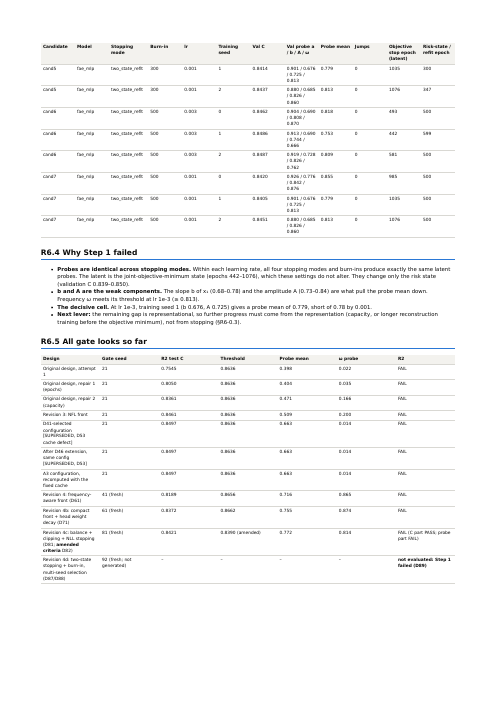 Candidate Model Stopping mode Burn-in lr Training seed Val C Val probe a / b / A / ω Probe mean Jumps Objective stop epoch (latent) Risk-state / refit epoch
cand5 fae_mlp two_state_refit 300 0.001 1 0.8414 0.901 / 0.676 / 0.725 / 0.813 0.779 0 1035 300
cand5 fae_mlp two_state_refit 300 0.001 2 0.8439 0.880 / 0.685 / 0.826 / 0.860 0.813 0 1076 347
cand6 fae_mlp two_state_refit 500 0.003 0 0.8462 0.904 / 0.690 / 0.808 / 0.870 0.818 0 493 500
cand6 fae_mlp two_state_refit 500 0.003 1 0.8486 0.913 / 0.690 / 0.744 / 0.666 0.753 0 442 599
cand6 fae_mlp two_state_refit 500 0.003 2 0.8487 0.919 / 0.728 / 0.826 / 0.762 0.809 0 581 500
cand7 fae_mlp two_state_refit 500 0.001 0 0.8420 0.926 / 0.776 / 0.842 / 0.876 0.855 0 985 500
cand7 fae_mlp two_state_refit 500 0.001 1 0.8405 0.901 / 0.676 / 0.725 / 0.813 0.779 0 1035 500
cand7 fae_mlp two_state_refit 500 0.001 2 0.8451 0.880 / 0.685 / 0.826 / 0.860 0.813 0 1076 500
R6.4 Why Step 1 failed
• Probes are identical across stopping modes. Within each learning rate, all four stopping modes and burn-ins produce exactly the same latent
probes. The latent is the joint-objective-minimum state (epochs 442–1076), which these settings do not alter. They change only the risk state
(validation C 0.839–0.850).
• b and A are the weak components. The slope b of x₁ (0.68–0.78) and the amplitude A (0.73–0.84) are what pull the probe mean down.
Frequency ω meets its threshold at lr 1e-3 (≥ 0.813).
• The decisive cell. At lr 1e-3, training seed 1 (b 0.676, A 0.725) gives a probe mean of 0.779, short of 0.78 by 0.001.
• Next lever: the remaining gap is representational, so further progress must come from the representation (capacity, or longer reconstruction
training before the objective minimum), not from stopping (§R6-0.3).
R6.5 All gate looks so far
Design Gate seed R2 test C Threshold Probe mean ω probe R2
Original design, attempt 1 21 0.7545 0.8636 0.398 0.022 FAIL
Original design, repair 1 (epochs) 21 0.8050 0.8636 0.404 0.035 FAIL
Original design, repair 2 (capacity) 21 0.8361 0.8636 0.471 0.166 FAIL
Revision 3: NFL front 21 0.8461 0.8636 0.509 0.200 FAIL
D41-selected configuration (SUPERSEDED, D53 cache defect) 21 0.8497 0.8636 0.663 0.014 FAIL
After D46 extension, same config (SUPERSEDED, D53) 21 0.8497 0.8636 0.663 0.014 FAIL
A3 configuration, recomputed with the fixed cache 21 0.8497 0.8636 0.663 0.014 FAIL
Revision 4: frequency-aware front (D61) 41 (fresh) 0.8189 0.8656 0.716 0.865 FAIL
Revision 4b: compact front + head weight decay (D71) 61 (fresh) 0.8372 0.8662 0.755 0.874 FAIL
Revision 4c: balance + clipping + NLL stopping (D81; amended criteria D82) 81 (fresh) 0.8421 0.8390 (amended) 0.772 0.814 FAIL (C part PASS; probe part FAIL)
Revision 4d: two-state stopping + burn-in, multi-seed selection (D87/D88) 92 (fresh; not generated) – – – – not evaluated: Step 1 failed (D89)